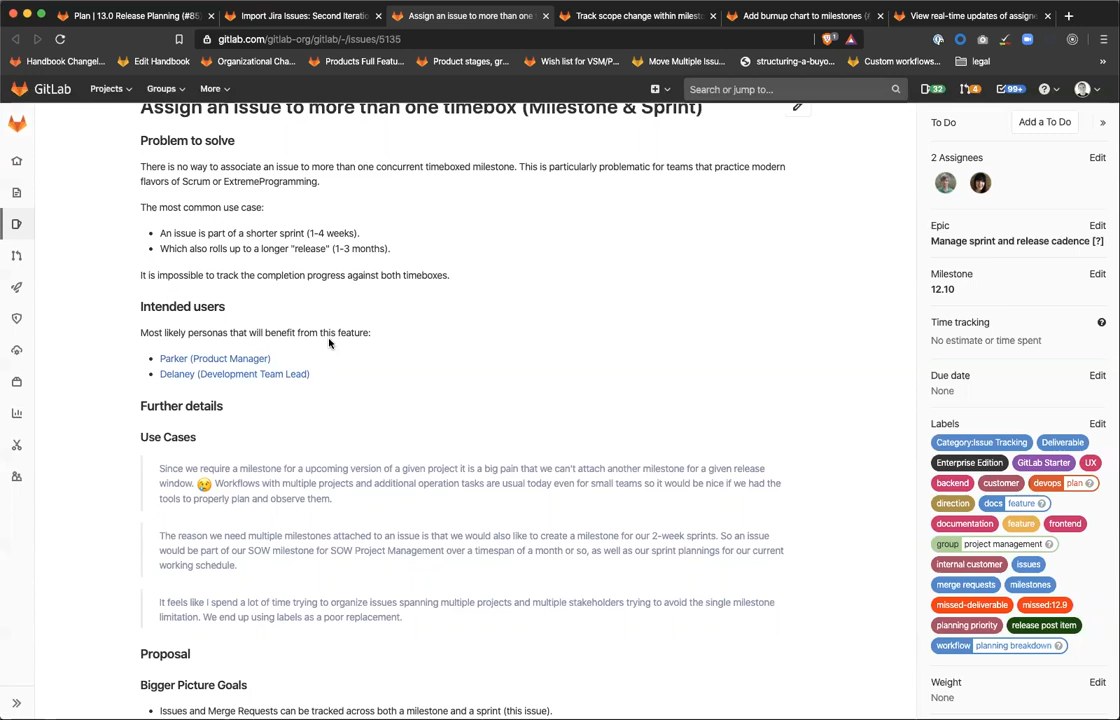 Plan | 13.0 Release Planning (#85
Import Jira Issues: Second Iteratio
Assign an issue to more than one
Track scope change within milest
Add burnup chart to milestones (
View real-time updates of assign
gitlab.com/gitlab-org/gitlab/-/issues/5135
1
Handbook Changel...
Edit Handbook
Organizational Cha...
Products Full Featu...
Product stages, gr...
Wish list for VSM/P...
Move Multiple Issu...
structuring-a-buyo...
Custom workflows...
legal
GitLab
Projects
Groups
More
Search or jump to...
32
4
99+
Assign an issue to more than one timebox (Milestone & Sprint)
Problem to solve
There is no way to associate an issue to more than one concurrent timeboxed milestone. This is particularly problematic for teams that practice modern
flavors of Scrum or ExtremeProgramming.
The most common use case:
• An issue is part of a shorter sprint (1-4 weeks).
• Which also rolls up to a longer "release" (1-3 months).
It is impossible to track the completion progress against both timeboxes.
Intended users
Most likely personas that will benefit from this feature:
• Parker (Product Manager)
• Delaney (Development Team Lead)
Further details
Use Cases
Since we require a milestone for a upcoming version of a given project it is a big pain that we can't attach another milestone for a given release
window. 😢 Workflows with multiple projects and additional operation tasks are usual today even for small teams so it would be nice if we had the
tools to properly plan and observe them.
The reason we need multiple milestones attached to an issue is that we would also like to create a milestone for our 2-week sprints. So an issue
would be part of our SOW milestone for SOW Project Management over a timespan of a month or so, as well as our sprint plannings for our current
working schedule.
It feels like I spend a lot of time trying to organize issues spanning multiple projects and multiple stakeholders trying to avoid the single milestone
limitation. We end up using labels as a poor replacement.
Proposal
Bigger Picture Goals
• Issues and Merge Requests can be tracked across both a milestone and a sprint (this issue).
To Do
Add a To Do
2 Assignees
Edit
Epic
Edit
Manage sprint and release cadence [?]
Milestone
Edit
12.10
Time tracking
No estimate or time spent
Due date
Edit
None
Labels
Edit
Category:Issue Tracking
Deliverable
Enterprise Edition
GitLab Starter
UX
backend
customer
devops plan
direction
docs feature
documentation
feature
frontend
group project management
internal customer
issues
merge requests
milestones
missed-deliverable
missed:12.9
planning priority
release post item
workflow planning breakdown
Weight
Edit
None